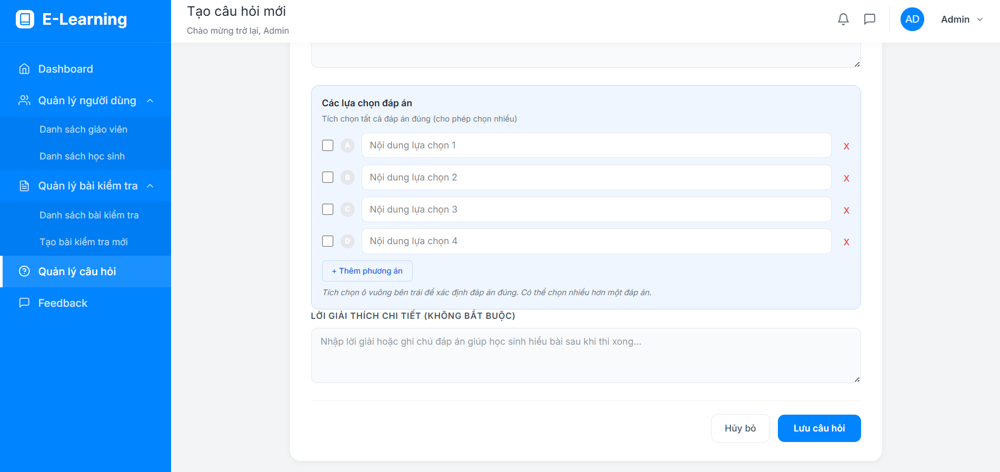 E-Learning
Dashboard
Quản lý người dùng
Danh sách giáo viên
Danh sách học sinh
Quản lý bài kiểm tra
Danh sách bài kiểm tra
Tạo bài kiểm tra mới
Quản lý câu hỏi
Feedback
Tạo câu hỏi mới
Chào mừng trở lại, Admin
AD
Admin
Các lựa chọn đáp án
Tích chọn tất cả đáp án đúng (cho phép chọn nhiều)
A Nội dung lựa chọn 1 X
B Nội dung lựa chọn 2 X
C Nội dung lựa chọn 3 X
D Nội dung lựa chọn 4 X
+ Thêm phương án
Tích chọn ô vuông bên trái để xác định đáp án đúng. Có thể chọn nhiều hơn một đáp án.
LỜI GIẢI THÍCH CHI TIẾT (KHÔNG BẮT BUỘC)
Nhập lời giải hoặc ghi chú đáp án giúp học sinh hiểu bài sau khi thi xong...
Hủy bỏ
Lưu câu hỏi